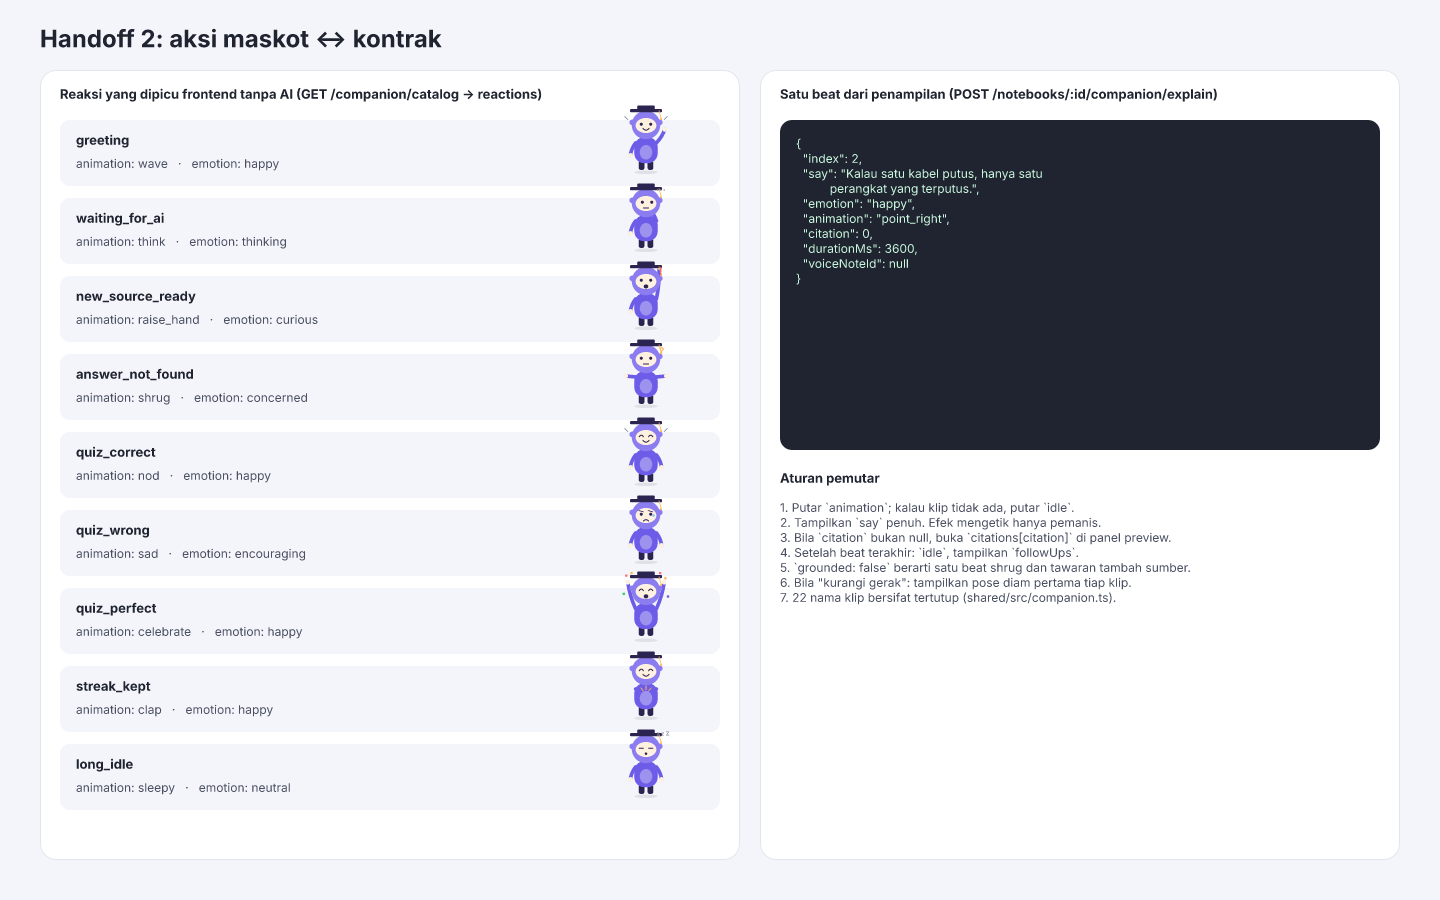 Handoff 2: aksi maskot ↔ kontrak
Reaksi yang dipicu frontend tanpa AI (GET /companion/catalog → reactions)
greeting
animation: wave · emotion: happy
waiting_for_ai
animation: think · emotion: thinking
new_source_ready
animation: raise_hand · emotion: curious
answer_not_found
animation: shrug · emotion: concerned
quiz_correct
animation: nod · emotion: happy
quiz_wrong
animation: sad · emotion: encouraging
quiz_perfect
animation: celebrate · emotion: happy
streak_kept
animation: clap · emotion: happy
long_idle
animation: sleepy · emotion: neutral
Satu beat dari penampilan (POST /notebooks/:id/companion/explain)
{
"index": 2,
"say": "Kalau satu kabel putus, hanya satu
perangkat yang terputus.",
"emotion": "happy",
"animation": "point_right",
"citation": 0,
"durationMs": 3600,
"voiceNoteId": null
}
Aturan pemutar
1. Putar `animation`; kalau klip tidak ada, putar `idle`.
2. Tampilkan `say` penuh. Efek mengetik hanya pemanis.
3. Bila `citation` bukan null, buka `citations[citation]` di panel preview.
4. Setelah beat terakhir: `idle`, tampilkan `followUps`.
5. `grounded: false` berarti satu beat shrug dan tawaran tambah sumber.
6. Bila "kurangi gerak": tampilkan pose diam pertama tiap klip.
7. 22 nama klip bersifat tertutup (shared/src/companion.ts).